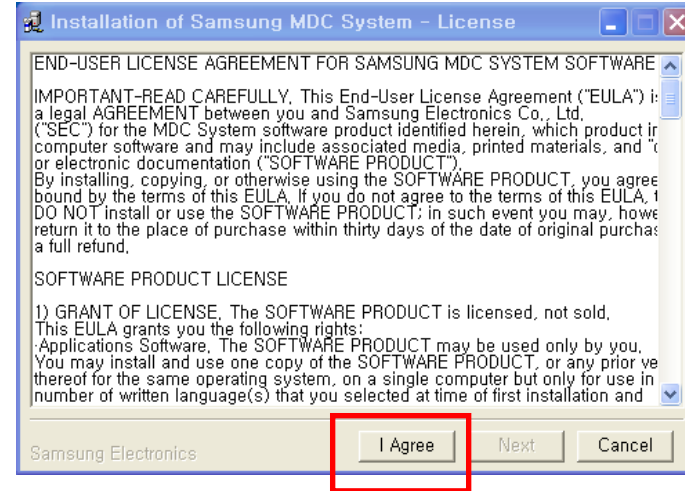 Installation of Samsung MDC System - License
END-USER LICENSE AGREEMENT FOR SAMSUNG MDC SYSTEM SOFTWARE
IMPORTANT-READ CAREFULLY, This End-User License Agreement ("EULA")
a legal AGREEMENT between you and Samsung Electronics Co., Ltd,
("SEC") for the MDC System software product identified herein, which product
computer software and may include associated media, printed materials, and
or electronic documentation ("SOFTWARE PRODUCT"),
By installing, copying, or otherwise using the SOFTWARE PRODUCT, you agree
bound by the terms of this EULA, If you do not agree to the terms of this EULA,
DO NOT install or use the SOFTWARE PRODUCT; in such event you may,
return it to the place of purchase within thirty days of the date of original
a full refund,
SOFTWARE PRODUCT LICENSE
1) GRANT OF LICENSE, The SOFTWARE PRODUCT is licensed, not sold,
This EULA grants you the following rights:
·Applications Software, The SOFTWARE PRODUCT may be used only by you,
You may install and use one copy of the SOFTWARE PRODUCT, or any prior
thereof for the same operating system, on a single computer but only for use in
number of written language(s) that you selected at time of first installation and
Samsung Electronics
I Agree
Next
Cancel